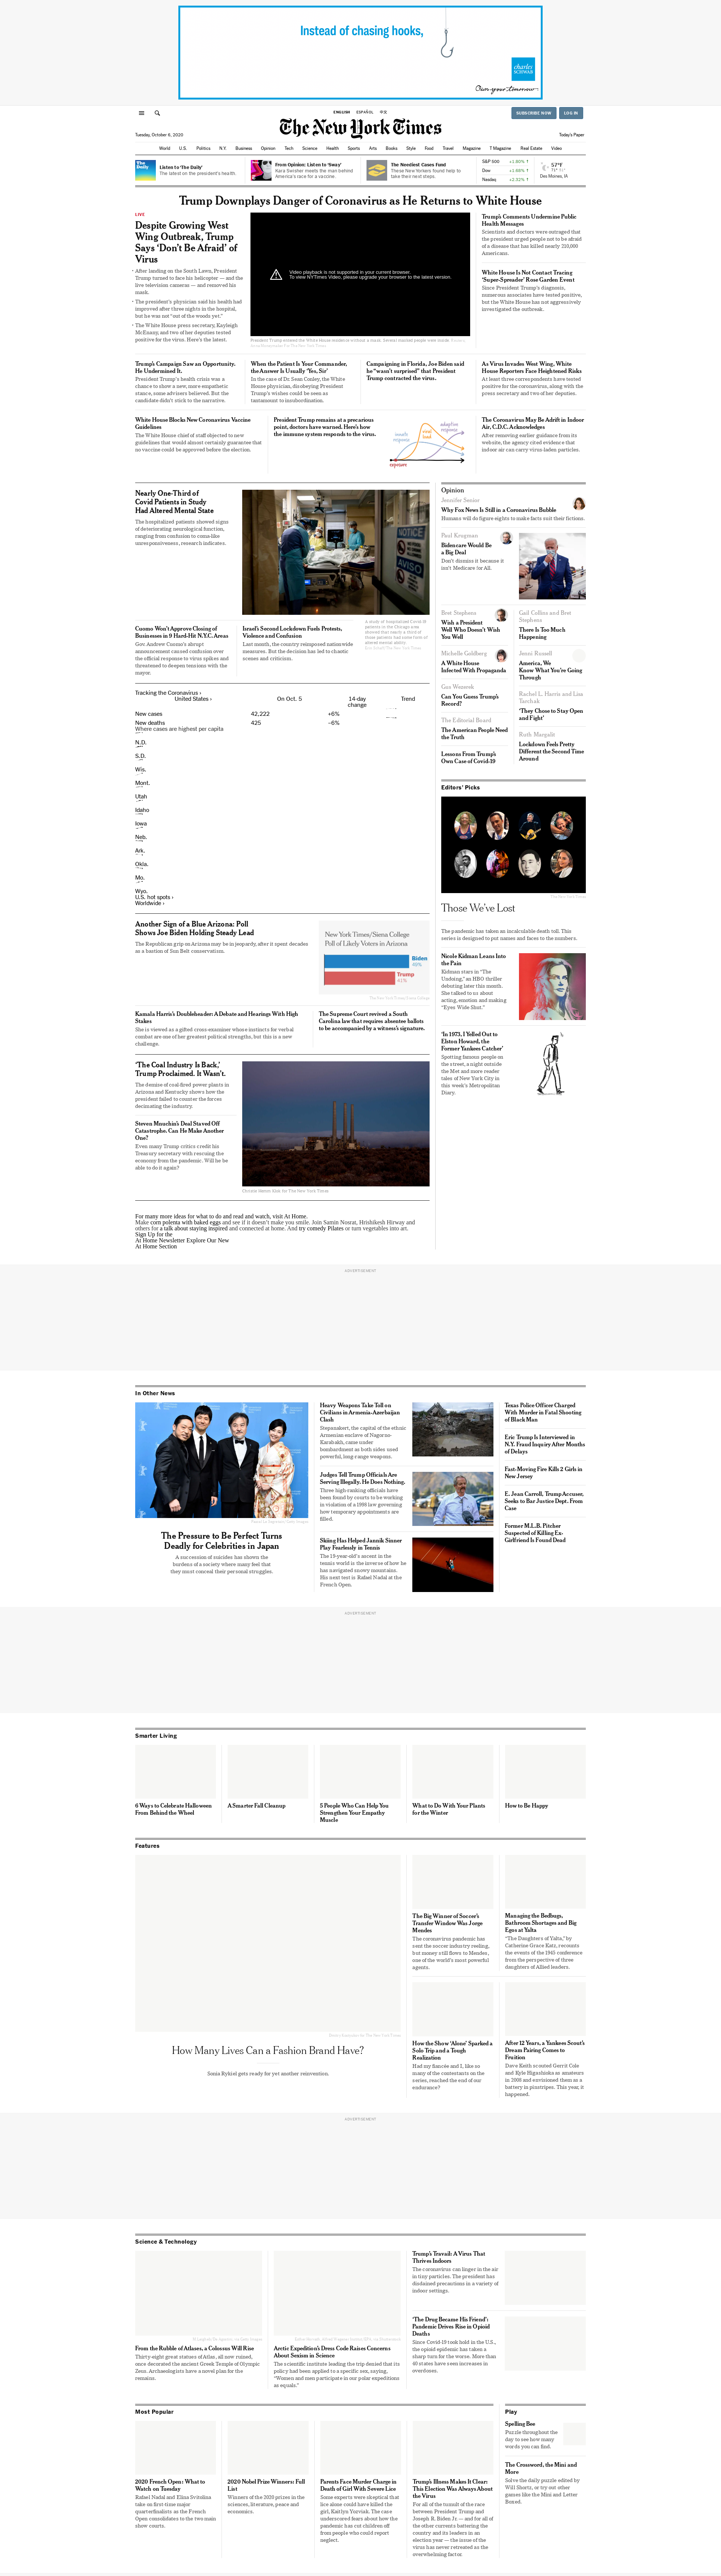 Instead of chasing hooks,
charles
SCHWAB
Own your tomorrow
ENGLISH ESPAÑOL 中文
SUBSCRIBE NOW LOG IN
The New York Times
Tuesday, October 6, 2020
Today's Paper
World U.S. Politics N.Y. Business Opinion Tech Science Health Sports Arts Books Style Food Travel Magazine T Magazine Real Estate Video
The Daily
Listen to 'The Daily'
The latest on the president's health.
From Opinion: Listen to 'Sway'
Kara Swisher meets the man behind
America's race for a vaccine.
The Neediest Cases Fund
These New Yorkers found help to
take their next steps.
S&P 500 +1.80% ↑
Dow +1.68% ↑
Nasdaq +2.32% ↑
57°F
Des Moines, IA
Trump Downplays Danger of Coronavirus as He Returns to White House
LIVE
Despite Growing West
Wing Outbreak, Trump
Says 'Don't Be Afraid' of
Virus
After landing on the South Lawn, President
Trump turned to face his helicopter — and the
live television cameras — and removed his
mask.
The president's physician said his health had
improved after three nights in the hospital,
but he was not "out of the woods yet."
The White House press secretary, Kayleigh
McEnany, and two of her deputies tested
positive for the virus. Here's the latest.
Video playback is not supported in your current browser.
To view NYTimes Video, please upgrade your browser to the latest version.
Trump's Comments Undermine Public
Health Messages
Scientists and doctors were outraged that
the president urged people not to be afraid
of a disease that has killed nearly 210,000
Americans.
White House Is Not Contact Tracing
'Super-Spreader' Rose Garden Event
Since President Trump's diagnosis,
numerous associates have tested positive,
but the White House has not aggressively
investigated the outbreak.
Trump's Campaign Saw an Opportunity.
He Undermined It.
President Trump's health crisis was a
chance to show a new, more empathetic
stance, some advisers believed. But the
candidate didn't stick to the narrative.
When the Patient Is Your Commander,
the Answer Is Usually 'Yes, Sir'
In the case of Dr. Sean Conley, the White
House physician, disobeying President
Trump's wishes could be seen as
tantamount to insubordination.
Campaigning in Florida, Joe Biden said
he "wasn't surprised" that President
Trump contracted the virus.
As Virus Invades West Wing, White
House Reporters Face Heightened Risks
At least three correspondents have tested
positive for the coronavirus, along with the
press secretary and two of her deputies.
White House Blocks New Coronavirus Vaccine
Guidelines
The White House chief of staff objected to new
guidelines that would almost certainly guarantee that
no vaccine could be approved before the election.
President Trump remains at a precarious
point, doctors have warned. Here's how
the immune system responds to the virus.
innate
response
viral
load
adaptive
response
exposure
The Coronavirus May Be Adrift in Indoor
Air, C.D.C. Acknowledges
After removing earlier guidance from its
website, the agency cited evidence that
indoor air can carry virus-laden particles.
Nearly One-Third of
Covid Patients in Study
Had Altered Mental State
The hospitalized patients showed signs
of deteriorating neurological function,
ranging from confusion to coma-like
unresponsiveness, research indicates.
NOTICE
AVISO
A study of hospitalized Covid-19
patients in the Chicago area
showed that nearly a third of
those patients had some form of
altered mental ability.
Cuomo Won't Approve Closing of
Businesses in 9 Hard-Hit N.Y.C. Areas
Gov. Andrew Cuomo's abrupt
announcement caused confusion over
the official response to virus spikes and
threatened to deepen tension with the
mayor.
Israel's Second Lockdown Fuels Protests,
Violence and Confusion
Last month, the country reimposed nationwide
measures. But the decision has led to chaotic
scenes and criticism.
Tracking the Coronavirus ›
United States › On Oct. 5 14-day
change Trend
New cases 42,222 +6%
New deaths 425 –6%
Where cases are highest per capita
N.D.
S.D.
Wis.
Mont.
Utah
Idaho
Iowa
Neb.
Ark.
Okla.
Mo.
Wyo.
U.S. hot spots ›
Worldwide ›
Opinion
Jennifer Senior
Why Fox News Is Still in a Coronavirus Bubble
Humans will do figure eights to make facts suit their fictions.
Paul Krugman
Bidencare Would Be
a Big Deal
Don't dismiss it because it
isn't Medicare for All.
Bret Stephens
Wish a President
Well Who Doesn't Wish
You Well
Michelle Goldberg
A White House
Infected With Propaganda
Gus Wezerek
Can You Guess Trump's
Record?
The Editorial Board
The American People Need
the Truth
Lessons From Trump's
Own Case of Covid-19
Gail Collins and Bret
Stephens
There Is Too Much
Happening
Jenni Russell
America, We
Know What You're Going
Through
Rachel L. Harris and Lisa
Tarchak
'They Chose to Stay Open
and Fight'
Ruth Margalit
Lockdown Feels Pretty
Different the Second Time
Around
Editors' Picks
The New York Times
Those We've Lost
The pandemic has taken an incalculable death toll. This
series is designed to put names and faces to the numbers.
Nicole Kidman Leans Into
the Pain
Kidman stars in "The
Undoing," an HBO thriller
debuting later this month.
She talked to us about
acting, emotion and making
"Eyes Wide Shut."
'In 1973, I Yelled Out to
Elston Howard, the
Former Yankees Catcher'
Spotting famous people on
the street, a night outside
the Met and more reader
tales of New York City in
this week's Metropolitan
Diary.
Another Sign of a Blue Arizona: Poll
Shows Joe Biden Holding Steady Lead
The Republican grip on Arizona may be in jeopardy, after it spent decades
as a bastion of Sun Belt conservatism.
New York Times/Siena College
Poll of Likely Voters in Arizona
Biden
49%
Trump
41%
The New York Times/Siena College
Kamala Harris's Doubleheader: A Debate and Hearings With High
Stakes
She is viewed as a gifted cross-examiner whose instincts for verbal
combat are one of her greatest political strengths, but this is a new
challenge.
The Supreme Court revived a South
Carolina law that requires absentee ballots
to be accompanied by a witness's signature.
'The Coal Industry Is Back,'
Trump Proclaimed. It Wasn't.
The demise of coal-fired power plants in
Arizona and Kentucky shows how the
president failed to counter the forces
decimating the industry.
Steven Mnuchin's Deal Staved Off
Catastrophe. Can He Make Another
One?
Even many Trump critics credit his
Treasury secretary with rescuing the
economy from the pandemic. Will he be
able to do it again?
For many more ideas for what to do and read and watch, visit At Home.
Make corn polenta with baked eggs and see if it doesn't make you smile. Join Samin Nosrat, Hrishikesh Hirway and
others for a talk about staying inspired and connected at home. And try comedy Pilates or turn vegetables into art.
Sign Up for the
At Home Newsletter Explore Our New
At Home Section
ADVERTISEMENT
In Other News
The Pressure to Be Perfect Turns
Deadly for Celebrities in Japan
A succession of suicides has shown the
burdens of a society where many feel that
they must conceal their personal struggles.
Heavy Weapons Take Toll on
Civilians in Armenia-Azerbaijan
Clash
Stepanakert, the capital of the ethnic
Armenian enclave of Nagorno-
Karabakh, came under
bombardment as both sides used
powerful, long-range weapons.
Judges Tell Trump Officials Are
Serving Illegally. He Does Nothing.
Three high-ranking officials have
been found by courts to be working
in violation of a 1998 law governing
how temporary appointments are
filled.
Skiing Has Helped Jannik Sinner
Play Fearlessly in Tennis
The 19-year-old's ascent in the
tennis world is the inverse of how he
has navigated snowy mountains.
His next test is Rafael Nadal at the
French Open.
Texas Police Officer Charged
With Murder in Fatal Shooting
of Black Man
Eric Trump Is Interviewed in
N.Y. Fraud Inquiry After Months
of Delays
Fast-Moving Fire Kills 2 Girls in
New Jersey
E. Jean Carroll, Trump Accuser,
Seeks to Bar Justice Dept. From
Case
Former M.L.B. Pitcher
Suspected of Killing Ex-
Girlfriend Is Found Dead
ADVERTISEMENT
Smarter Living
6 Ways to Celebrate Halloween
From Behind the Wheel
A Smarter Fall Cleanup
5 People Who Can Help You
Strengthen Your Empathy
Muscle
What to Do With Your Plants
for the Winter
How to Be Happy
Features
How Many Lives Can a Fashion Brand Have?
Sonia Rykiel gets ready for yet another reinvention.
The Big Winner of Soccer's
Transfer Window Was Jorge
Mendes
The coronavirus pandemic has
sent the soccer industry reeling,
but money still flows to Mendes,
one of the world's most powerful
agents.
Managing the Bedbugs,
Bathroom Shortages and Big
Egos at Yalta
"The Daughters of Yalta," by
Catherine Grace Katz, recounts
the events of the 1945 conference
from the perspective of three
daughters of Allied leaders.
How the Show 'Alone' Sparked a
Solo Trip and a Tough
Realization
Had my fiancée and I, like so
many of the contestants on the
series, reached the end of our
endurance?
After 12 Years, a Yankees Scout's
Dream Pairing Comes to
Fruition
Dave Keith scouted Gerrit Cole
and Kyle Higashioka as amateurs
in 2008 and envisioned them as a
battery in pinstripes. This year, it
happened.
ADVERTISEMENT
Science & Technology
From the Rubble of Atlases, a Colossus Will Rise
Thirty-eight great statues of Atlas, all now ruined,
once decorated the ancient Greek Temple of Olympic
Zeus. Archaeologists have a novel plan for the
remains.
Arctic Expedition's Dress Code Raises Concerns
About Sexism in Science
The scientific institute leading the trip denied that its
policy had been applied to a specific sex, saying,
"Women and men participate in our polar expeditions
as equals."
Trump's Travail: A Virus That
Thrives Indoors
The coronavirus can linger in the air
in tiny particles. The president has
disdained precautions in a variety of
indoor settings.
'The Drug Became His Friend':
Pandemic Drives Rise in Opioid
Deaths
Since Covid-19 took hold in the U.S.,
the opioid epidemic has taken a
sharp turn for the worse. More than
40 states have seen increases in
overdoses.
Most Popular
2020 French Open: What to
Watch on Tuesday
Rafael Nadal and Elina Svitolina
take on first-time major
quarterfinalists as the French
Open consolidates to the two main
show courts.
2020 Nobel Prize Winners: Full
List
Winners of the 2020 prizes in the
sciences, literature, peace and
economics.
Parents Face Murder Charge in
Death of Girl With Severe Lice
Some experts were skeptical that
lice alone could have killed the
girl, Kaitlyn Yozviak. The case
underscored fears about how the
pandemic has cut children off
from people who could report
neglect.
Trump's Illness Makes It Clear:
This Election Was Always About
the Virus
For all of the tumult of the race
between President Trump and
Joseph R. Biden Jr. — and for all of
the other currents battering the
country and its leaders in an
election year — the issue of the
virus has never retreated as the
overwhelming factor.
Play
Spelling Bee
Puzzle throughout the
day to see how many
words you can find.
The Crossword, the Mini and
More
Solve the daily puzzle edited by
Will Shortz, or try out other
games like the Mini and Letter
Boxed.